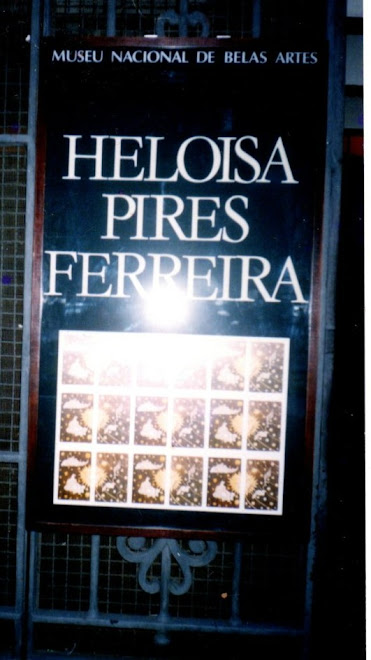 MUSEU NACIONAL DE BELAS ARTES
HELOISA
PIRES
FERREIRA